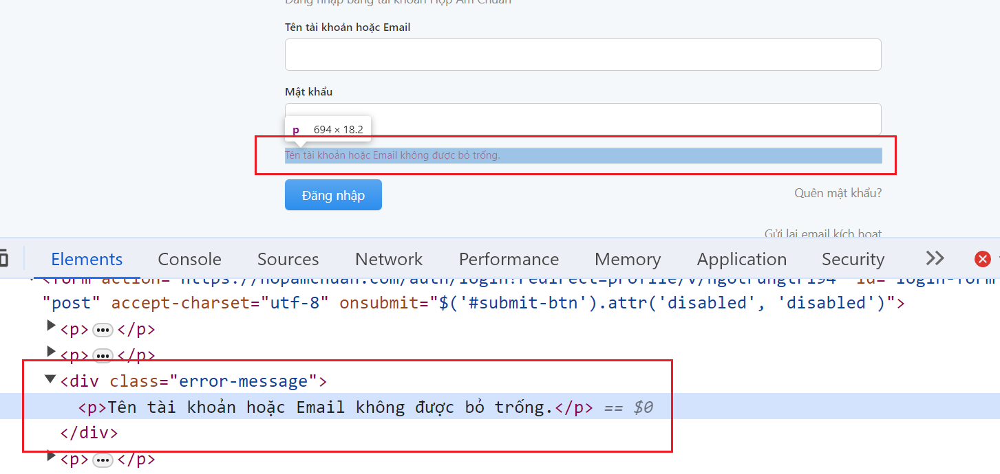 Đăng nhập bằng tài khoản Hợp Âm Chuẩn
Tên tài khoản hoặc Email
Mật khẩu
p 694 × 18.2
Tên tài khoản hoặc Email không được bỏ trống.
Đăng nhập
Quên mật khẩu?
Gửi lại email kích hoạt
Elements Console Sources Network Performance Memory Application Security
<form action="https://hopamchuan.com/auth/login?redirect=profile/v/ngotrungtri94" id="login-form
"post" accept-charset="utf-8" onsubmit="$('#submit-btn').attr('disabled', 'disabled')">
<p> ••• </p>
<p> ••• </p>
<div class="error-message">
<p>Tên tài khoản hoặc Email không được bỏ trống.</p> == $0
</div>
<p> ••• </p>